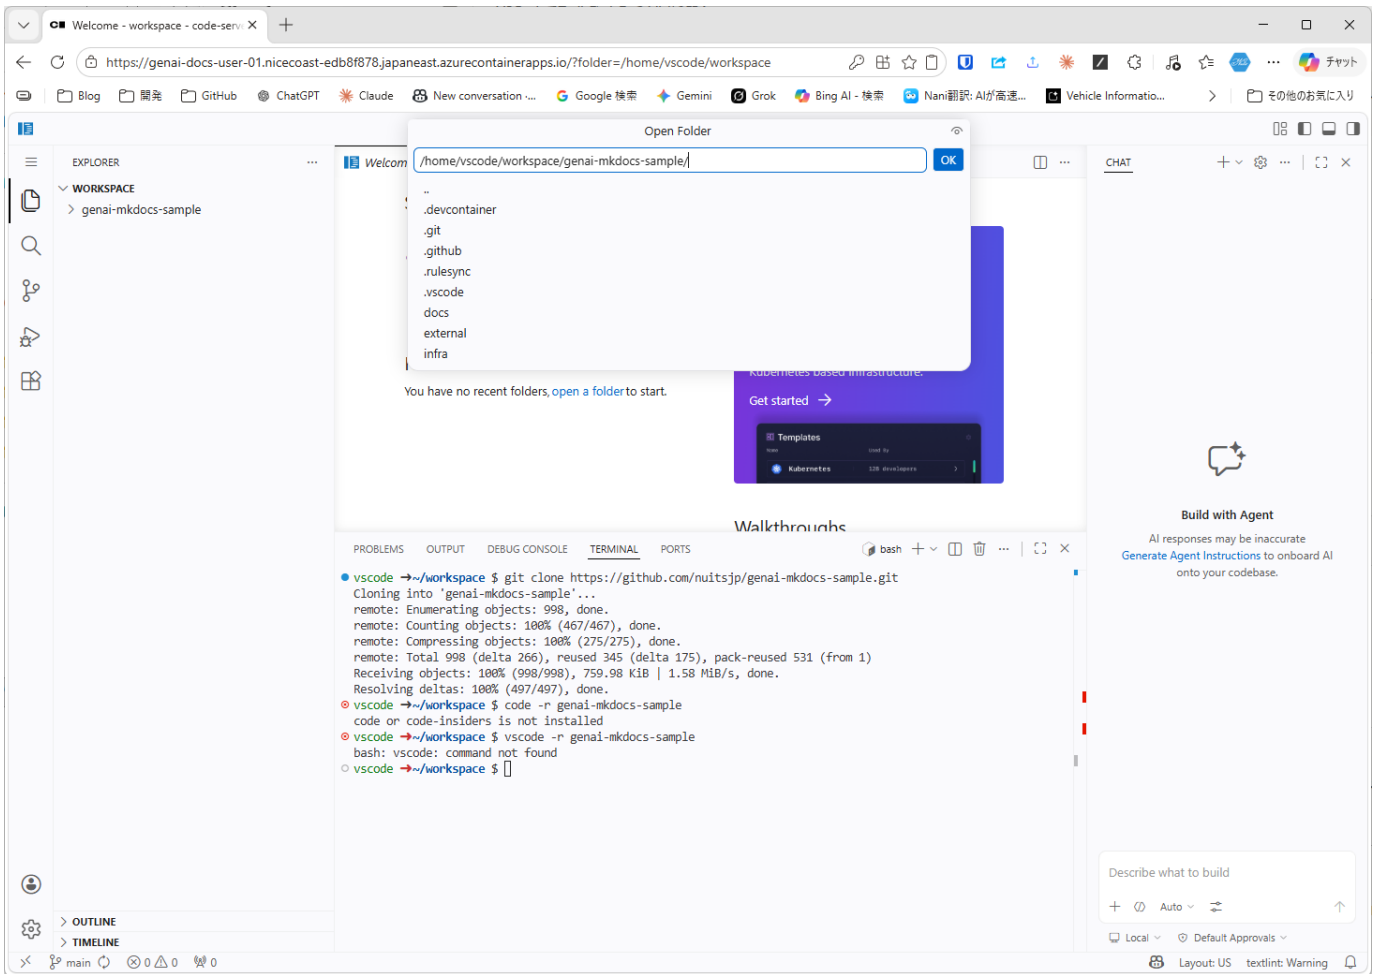 Welcome - workspace - code-serv
https://genai-docs-user-01.nicecoast-edb8f878.japaneast.azurecontainerapps.io/?folder=/home/vscode/workspace
チャット
Blog
開発
GitHub
ChatGPT
Claude
New conversation -...
Google 検索
Gemini
Grok
Bing AI - 検索
Nani翻訳: AIが高速...
Vehicle Informatio...
その他のお気に入り
Open Folder
/home/vscode/workspace/genai-mkdocs-sample/
OK
..
.devcontainer
.git
.github
.rulesync
.vscode
docs
external
infra
EXPLORER
WORKSPACE
genai-mkdocs-sample
OUTLINE
TIMELINE
Welcom
You have no recent folders, open a folder to start.
Kubernetes based infrastructure.
Get started
Templates
Name
Used By
Kubernetes
128 developers
Walkthroughs
PROBLEMS
OUTPUT
DEBUG CONSOLE
TERMINAL
PORTS
bash
vscode ➜~/workspace $ git clone https://github.com/nuitsjp/genai-mkdocs-sample.git
Cloning into 'genai-mkdocs-sample'...
remote: Enumerating objects: 998, done.
remote: Counting objects: 100% (467/467), done.
remote: Compressing objects: 100% (275/275), done.
remote: Total 998 (delta 266), reused 345 (delta 175), pack-reused 531 (from 1)
Receiving objects: 100% (998/998), 759.98 KiB | 1.58 MiB/s, done.
Resolving deltas: 100% (497/497), done.
vscode ➜~/workspace $ code -r genai-mkdocs-sample
code or code-insiders is not installed
vscode ➜~/workspace $ vscode -r genai-mkdocs-sample
bash: vscode: command not found
vscode ➜~/workspace $
CHAT
Build with Agent
AI responses may be inaccurate
Generate Agent Instructions to onboard AI
onto your codebase.
Describe what to build
Auto
Local
Default Approvals
main
0
0
0
Layout: US
textlint: Warning